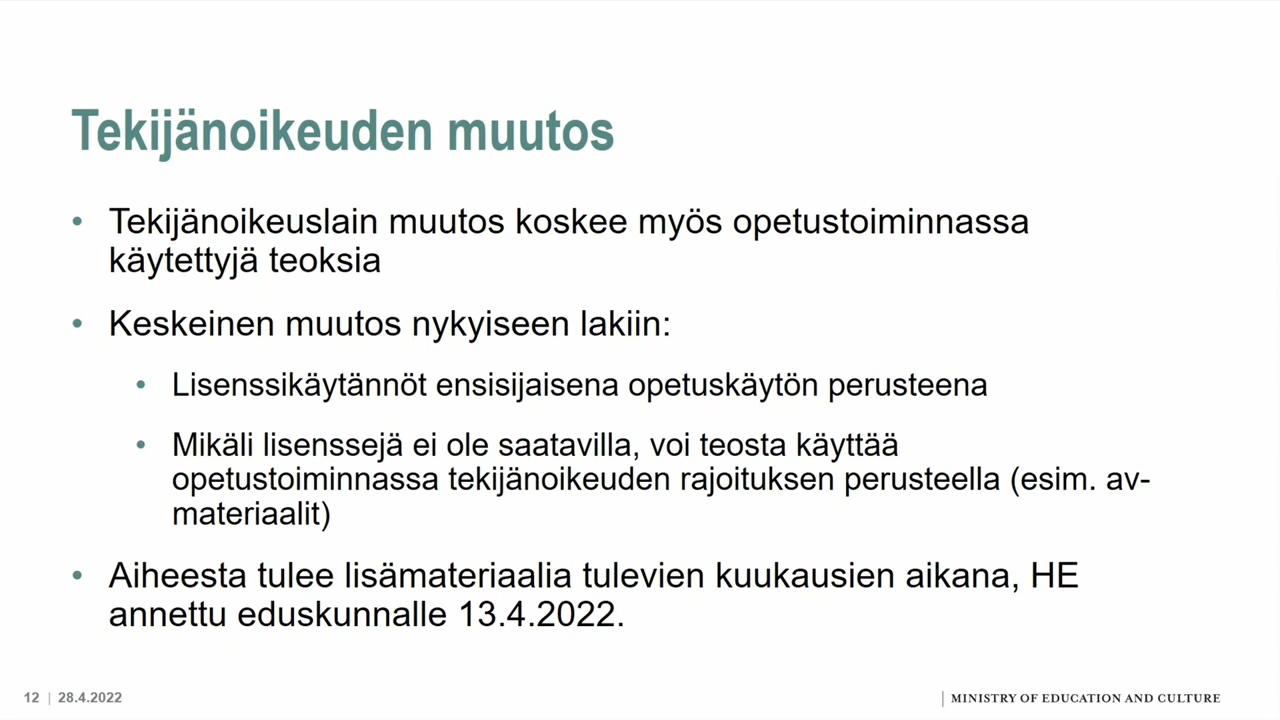 Tekijänoikeuden muutos
• Tekijänoikeuslain muutos koskee myös opetustoiminnassa
käytettyjä teoksia
• Keskeinen muutos nykyiseen lakiin:
• Lisenssikäytännöt ensisijaisena opetuskäytön perusteena
• Mikäli lisenssejä ei ole saatavilla, voi teosta käyttää
opetustoiminnassa tekijänoikeuden rajoituksen perusteella (esim. av-
materiaalit)
• Aiheesta tulee lisämateriaalia tulevien kuukausien aikana, HE
annettu eduskunnalle 13.4.2022.
12 | 28.4.2022
MINISTRY OF EDUCATION AND CULTURE